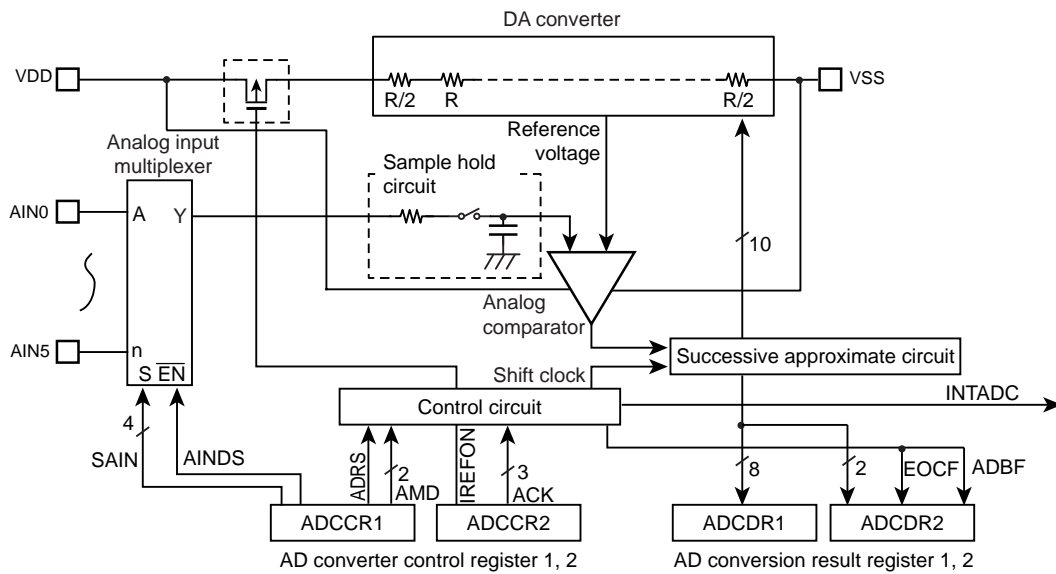 DA converter
VDD
R/2
R
R/2
VSS
Analog input
multiplexer
Reference
voltage
Sample hold
circuit
AIN0
A
Y
10
Analog
comparator
AIN5
n
S EN
Shift clock
Successive approximate circuit
Control circuit
INTADC
4
SAIN
AINDS
ADRS
2
AMD
IREFON
3
ACK
8
2
EOCF
ADBF
ADCCR1
ADCCR2
ADCDR1
ADCDR2
AD converter control register 1, 2
AD conversion result register 1, 2